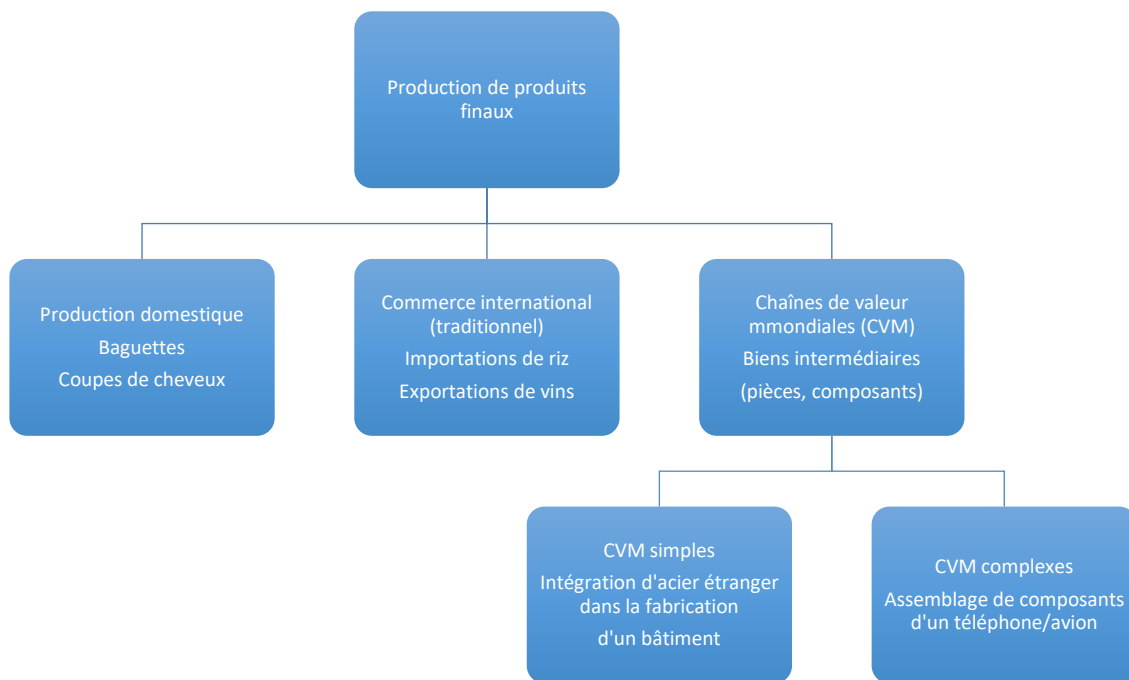 Production de produits
finaux
Production domestique
Baguettes
Coupes de cheveux
Commerce international
(traditionnel)
Importations de riz
Exportations de vins
Chaînes de valeur
mmondiales (CVM)
Biens intermédiaires
(pièces, composants)
CVM simples
Intégration d'acier étranger
dans la fabrication
d'un bâtiment
CVM complexes
Assemblage de composants
d'un téléphone/avion